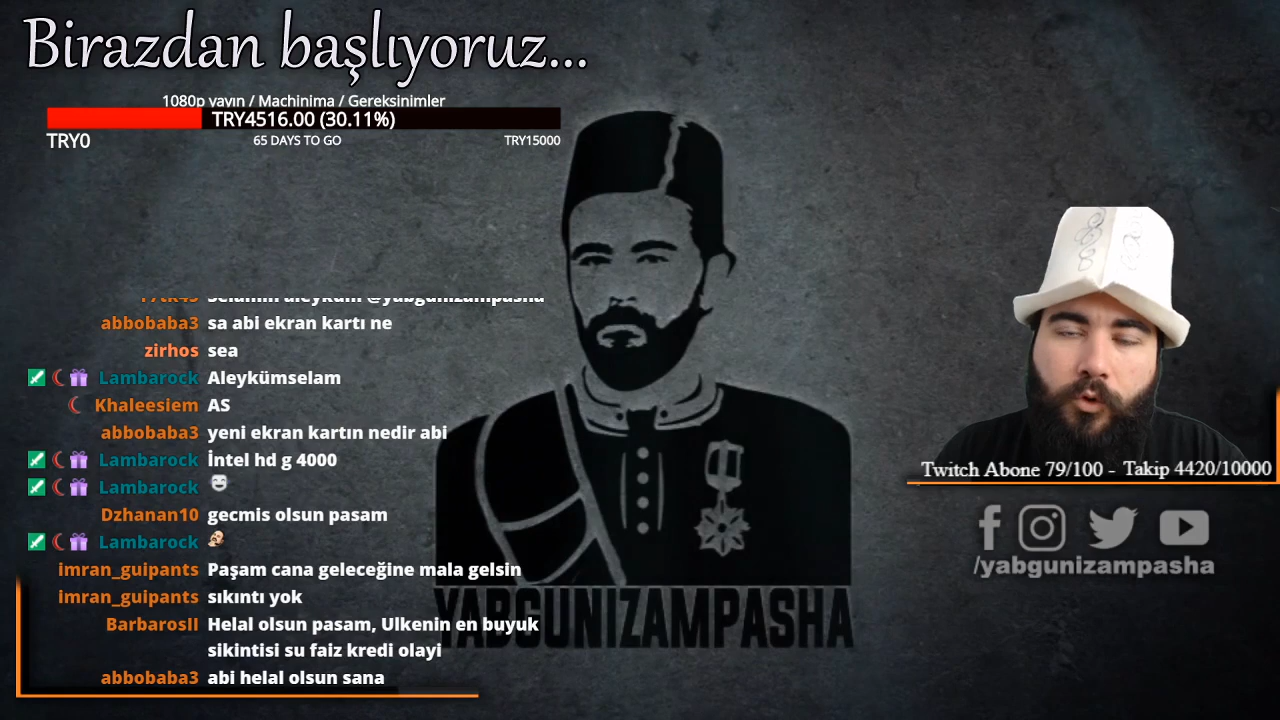 Birazdan başlıyoruz...
1080p yayın / Machinima / Gereksinimler
TRY4516.00 (30.11%)
TRY0
65 DAYS TO GO
TRY15000
selamın aleyküm @yabgunizampasha
abbobaba3 sa abi ekran kartı ne
zirhos sea
Lambarock Aleykümselam
Khaleesiem AS
abbobaba3 yeni ekran kartın nedir abi
Lambarock İntel hd g 4000
Lambarock
Dzhanan10 gecmis olsun pasam
Lambarock
imran_guipants Paşam cana geleceğine mala gelsin
imran_guipants sıkıntı yok
BarbarosII Helal olsun pasam, Ulkenin en buyuk
sikintisi su faiz kredi olayi
abbobaba3 abi helal olsun sana
YABGUNIZAMPASHA
Twitch Abone 79/100 - Takip 4420/10000
/yabgunizampasha